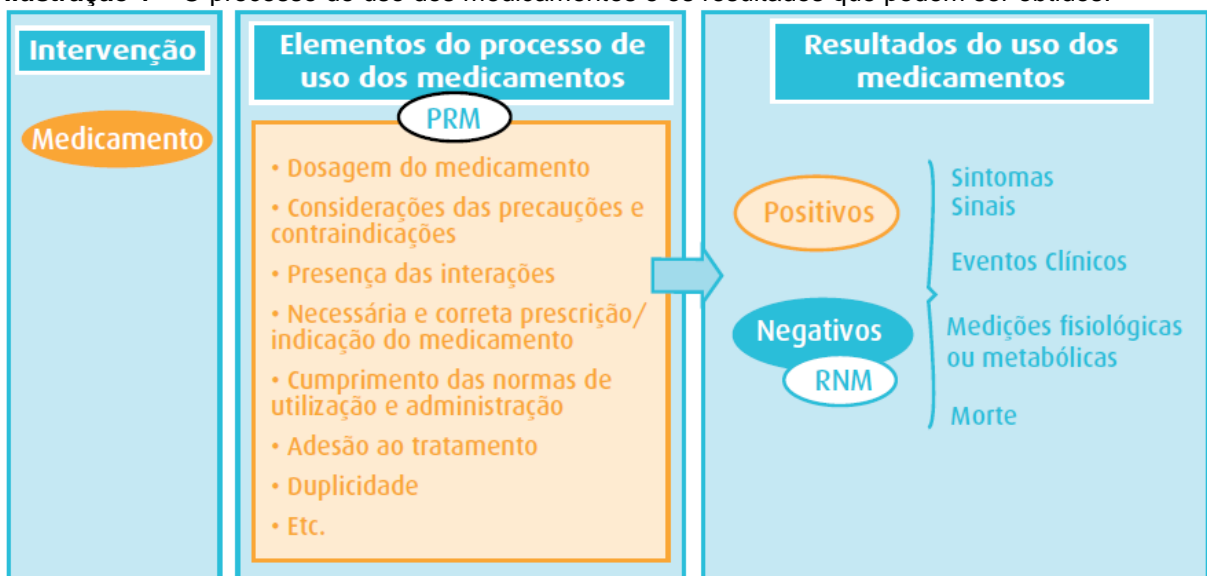 Intervenção
Medicamento
Elementos do processo de
uso dos medicamentos
PRM
• Dosagem do medicamento
• Considerações das precauções e
contraindicações
• Presença das interações
• Necessária e correta prescrição/
indicação do medicamento
• Cumprimento das normas de
utilização e administração
• Adesão ao tratamento
• Duplicidade
• Etc.
Resultados do uso dos
medicamentos
Positivos
Negativos
RNM
Sintomas
Sinais
Eventos Clínicos
Medições fisiológicas
ou metabólicas
Morte